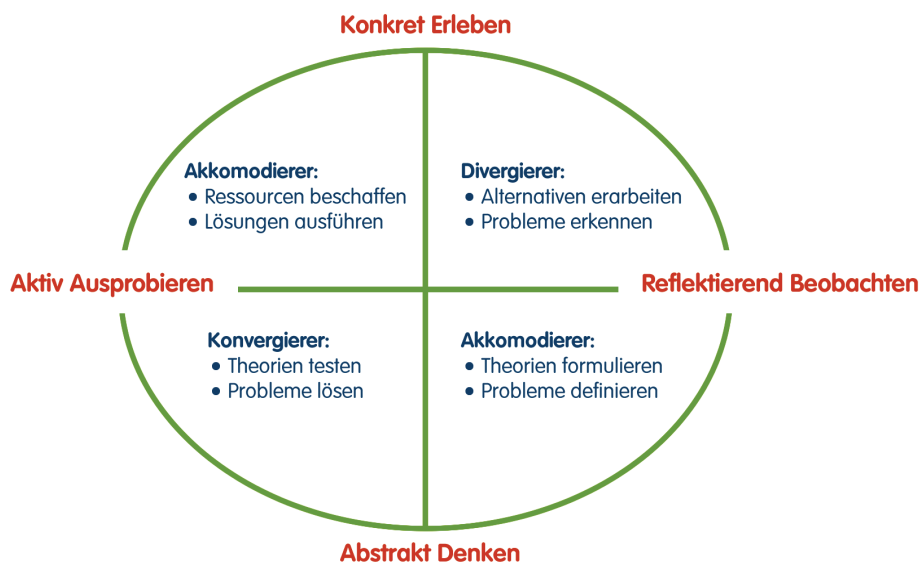 Konkret Erleben
Akkomodierer:
• Ressourcen beschaffen
• Lösungen ausführen
Divergierer:
• Alternativen erarbeiten
• Probleme erkennen
Aktiv Ausprobieren
Reflektierend Beobachten
Konvergierer:
• Theorien testen
• Probleme lösen
Akkomodierer:
• Theorien formulieren
• Probleme definieren
Abstrakt Denken